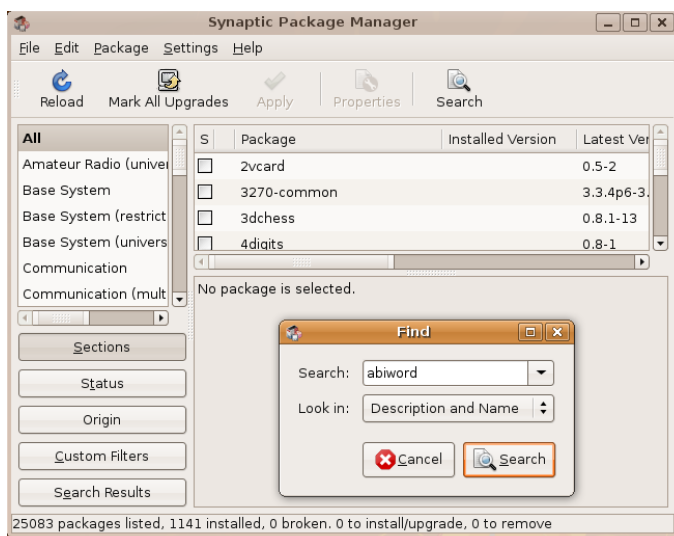 Synaptic Package Manager
File Edit Package Settings Help
Reload Mark All Upgrades Apply Properties Search
All
Amateur Radio (univer
Base System
Base System (restrict
Base System (univers
Communication
Communication (mult
S Package Installed Version Latest Ver
2vcard 0.5-2
3270-common 3.3.4p6-3.
3dchess 0.8.1-13
4digits 0.8-1
No package is selected.
Sections
Status
Origin
Custom Filters
Search Results
Find
Search: abiword
Look in: Description and Name
Cancel Search
25083 packages listed, 1141 installed, 0 broken. 0 to install/upgrade, 0 to remove